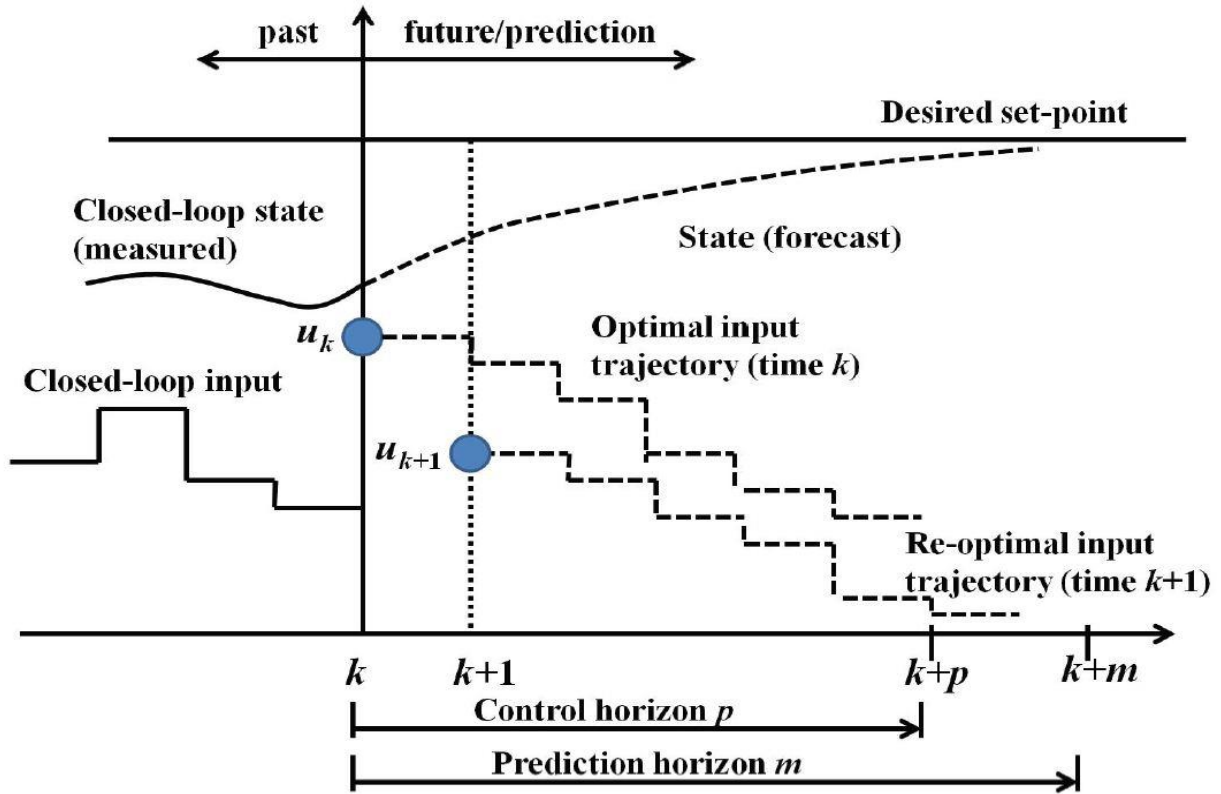 past
future/prediction
Desired set-point
Closed-loop state
(measured)
State (forecast)
u_k
Optimal input
trajectory (time k)
Closed-loop input
u_{k+1}
Re-optimal input
trajectory (time k+1)
k
k+1
k+p
k+m
Control horizon p
Prediction horizon m